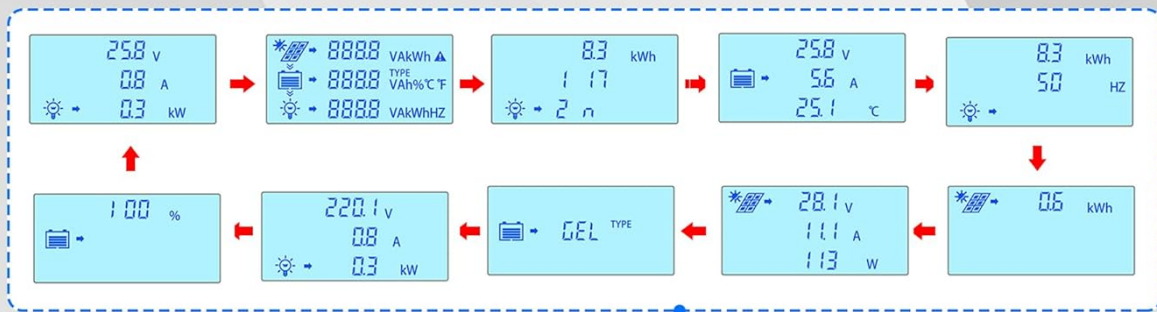 25.8 V
0.8 A
0.3 kW
888.8 VAkWh
888.8 TYPE VAh%℃℉
888.8 VAkWhHZ
8.3 kWh
1 17
2 n
25.8 V
5.6 A
25.1 ℃
8.3 kWh
50 HZ
0.6 kWh
28.1 V
11.1 A
113 W
GEL TYPE
220.1 V
0.8 A
0.3 kW
100 %